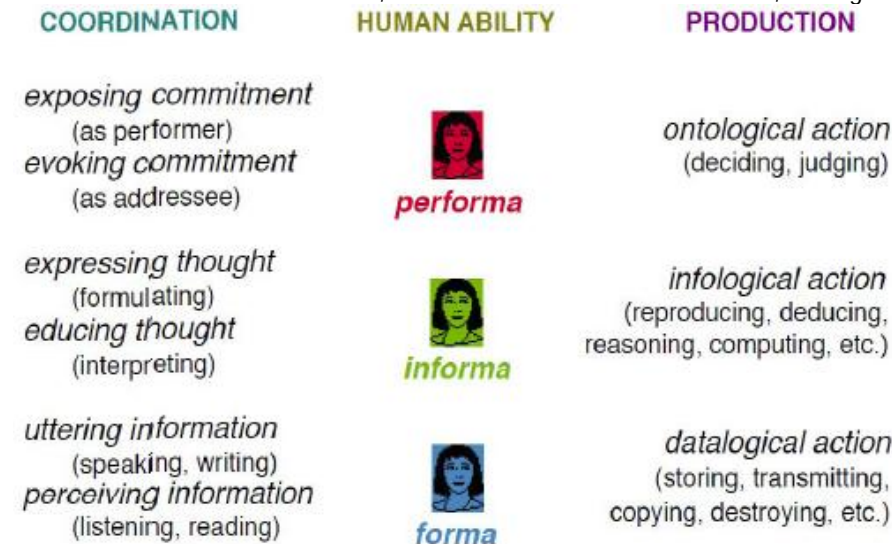 COORDINATION HUMAN ABILITY PRODUCTION
exposing commitment
(as performer)
evoking commitment
(as addressee)
performa
ontological action
(deciding, judging)
expressing thought
(formulating)
educing thought
(interpreting)
informa
infological action
(reproducing, deducing,
reasoning, computing, etc.)
uttering information
(speaking, writing)
perceiving information
(listening, reading)
forma
datalogical action
(storing, transmitting,
copying, destroying, etc.)